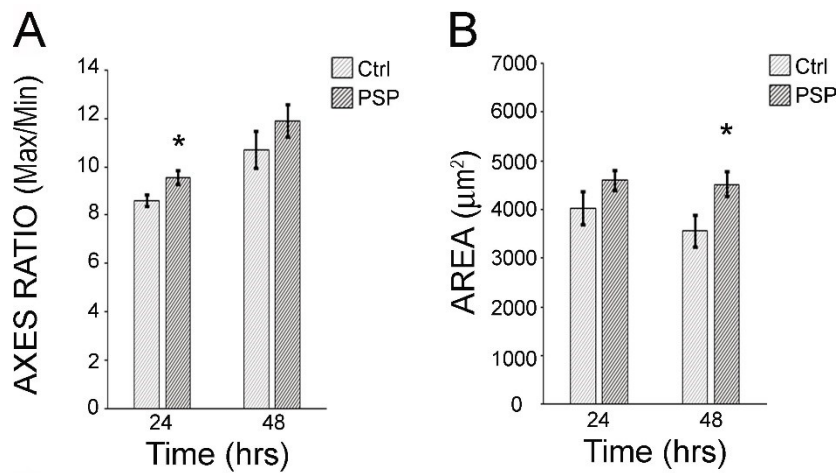 A
AXES RATIO (Max/Min)
14
12
10
8
6
4
2
0
*
24
48
Time (hrs)
Ctrl
PSP
B
AREA (μm²)
7000
6000
5000
4000
3000
2000
1000
0
*
24
48
Time (hrs)
Ctrl
PSP